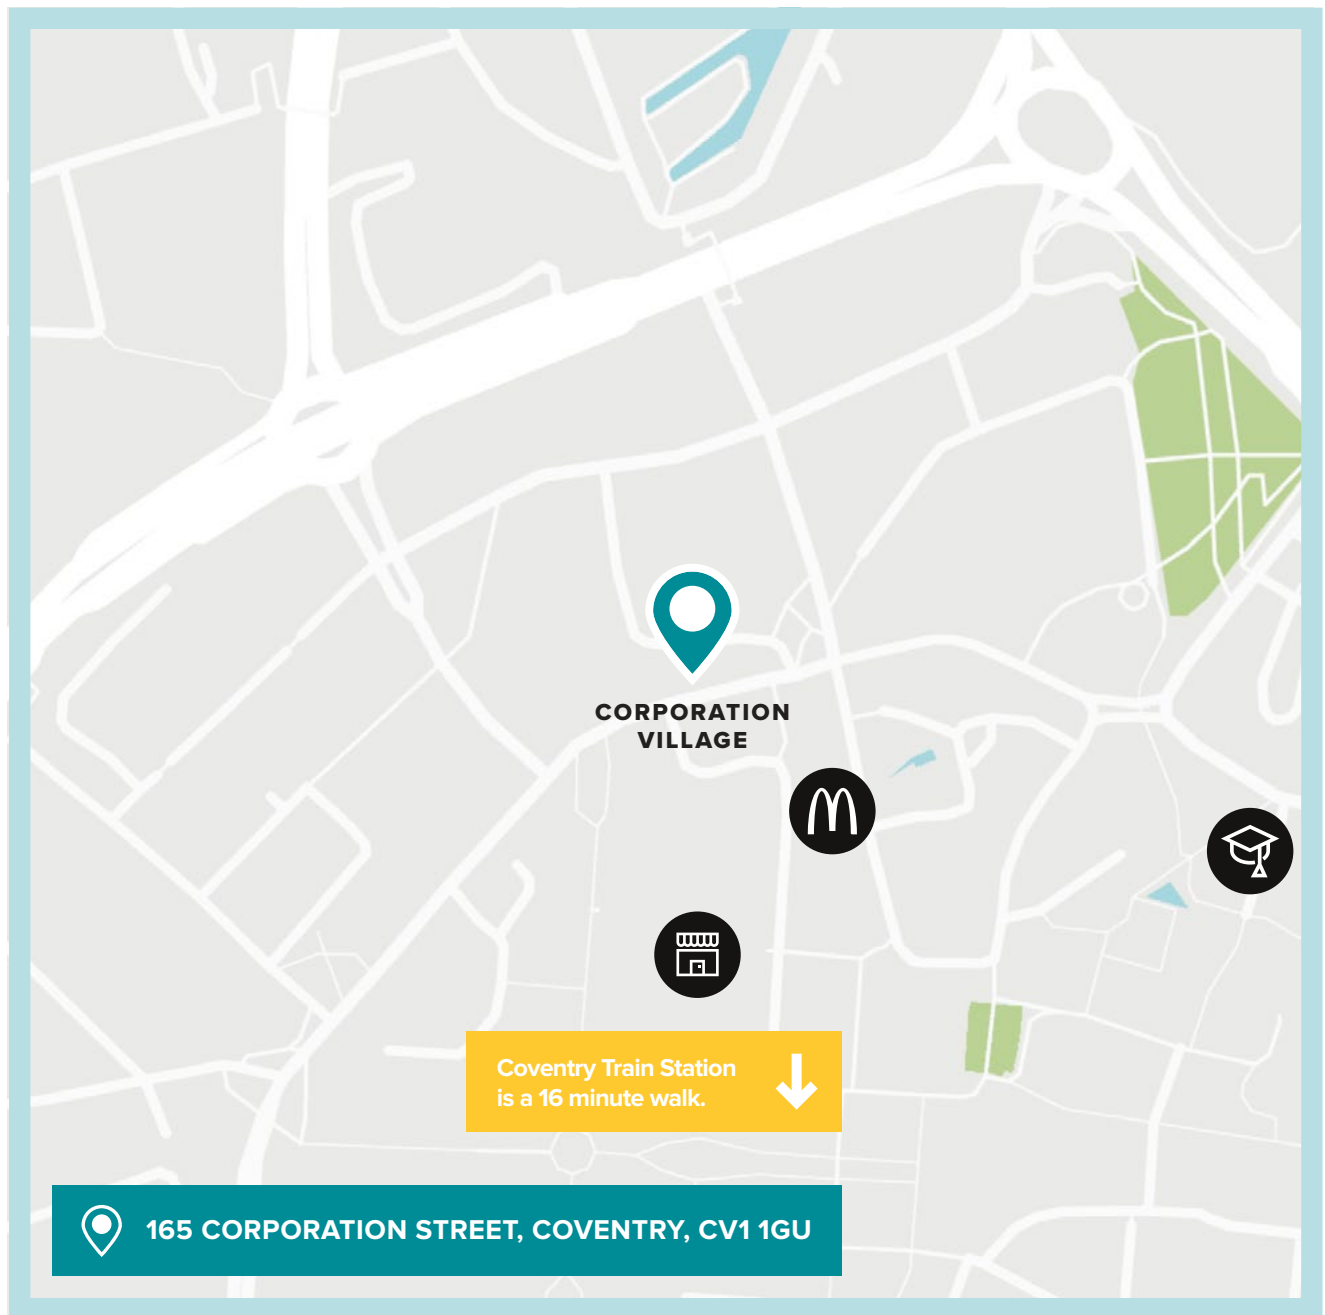 CORPORATION
VILLAGE
Coventry Train Station
is a 16 minute walk.
165 CORPORATION STREET, COVENTRY, CV1 1GU